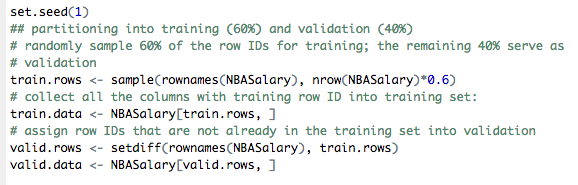 set.seed(1)
## partitioning into training (60%) and validation (40%)
# randomly sample 60% of the row IDs for training; the remaining 40% serve as
# validation
train.rows <- sample(rownames(NBASalary), nrow(NBASalary)*0.6)
# collect all the columns with training row ID into training set:
train.data <- NBASalary[train.rows, ]
# assign row IDs that are not already in the training set into validation
valid.rows <- setdiff(rownames(NBASalary), train.rows)
valid.data <- NBASalary[valid.rows, ]